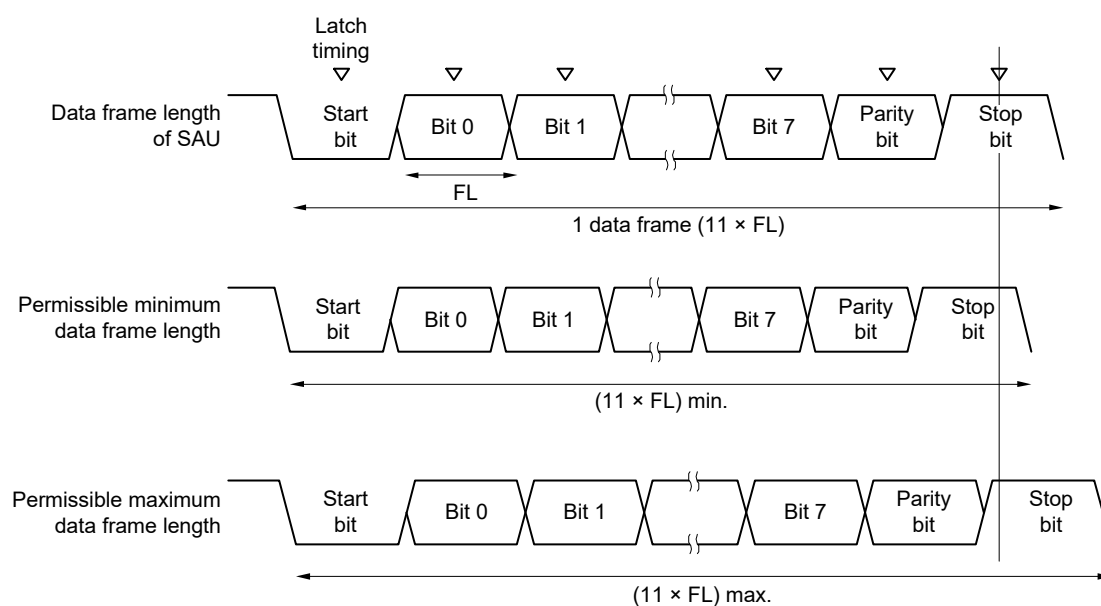 Latch
timing
Data frame length
of SAU
Start
bit
Bit 0
Bit 1
Bit 7
Parity
bit
Stop
bit
FL
1 data frame (11 × FL)
Permissible minimum
data frame length
Start
bit
Bit 0
Bit 1
Bit 7
Parity
bit
Stop
bit
(11 × FL) min.
Permissible maximum
data frame length
Start
bit
Bit 0
Bit 1
Bit 7
Parity
bit
Stop
bit
(11 × FL) max.